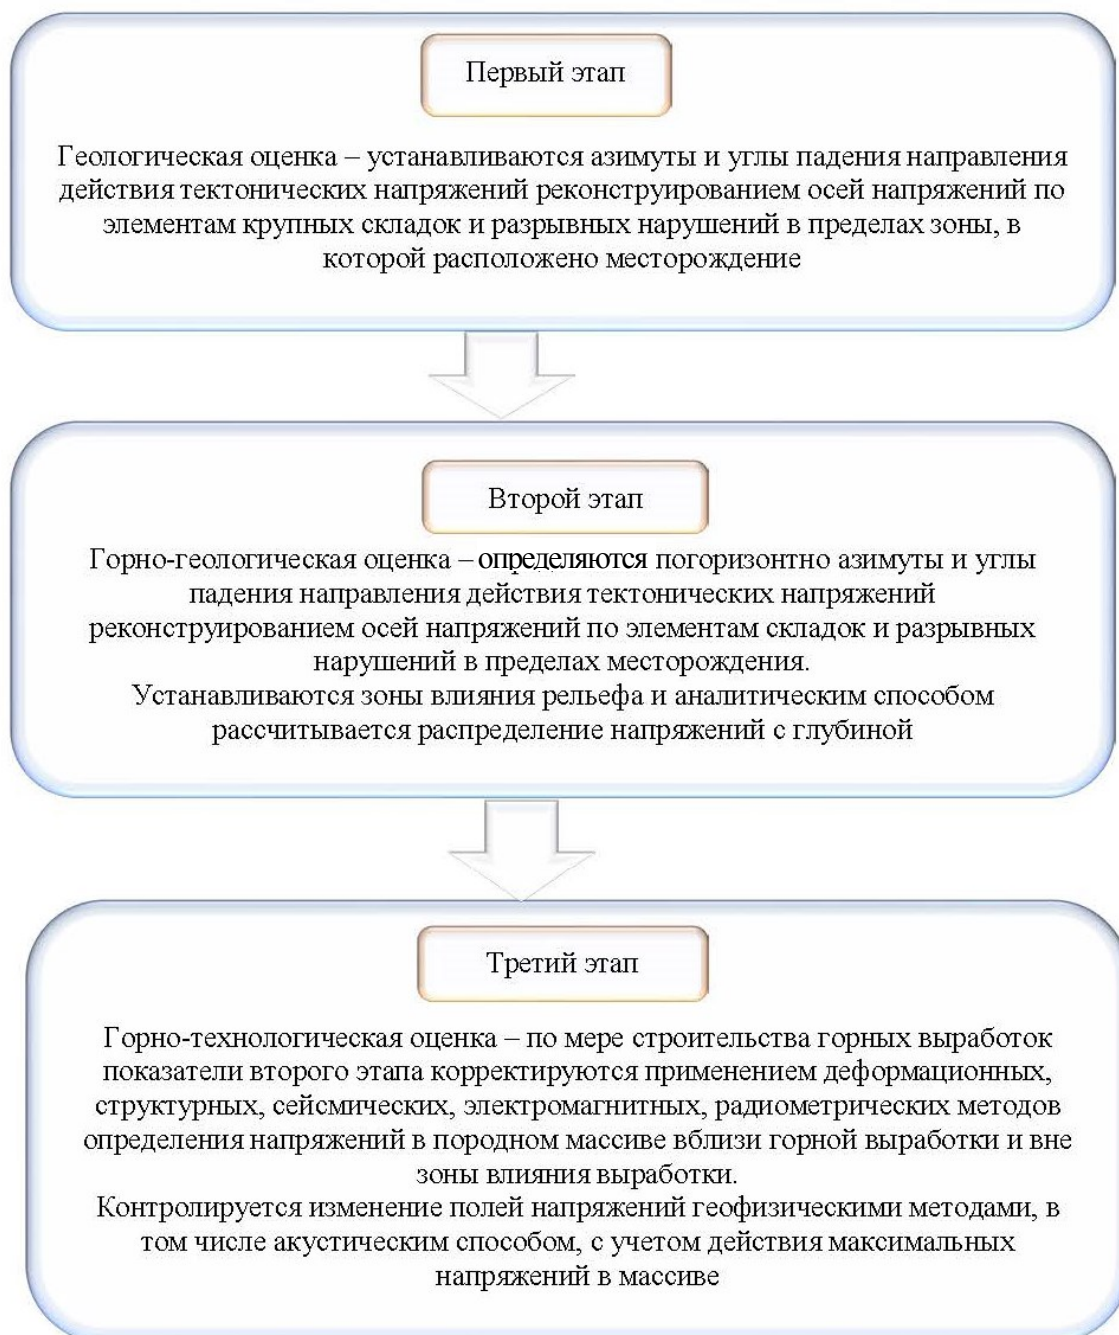 Первый этап
Геологическая оценка – устанавливаются азимуты и углы падения направления
действия тектонических напряжений реконструированием осей напряжений по
элементам крупных складок и разрывных нарушений в пределах зоны, в
которой расположено месторождение
Второй этап
Горно-геологическая оценка – определяются погоризонтно азимуты и углы
падения направления действия тектонических напряжений
реконструированием осей напряжений по элементам складок и разрывных
нарушений в пределах месторождения.
Устанавливаются зоны влияния рельефа и аналитическим способом
рассчитывается распределение напряжений с глубиной
Третий этап
Горно-технологическая оценка – по мере строительства горных выработок
показатели второго этапа корректируются применением деформационных,
структурных, сейсмических, электромагнитных, радиометрических методов
определения напряжений в породном массиве вблизи горной выработки и вне
зоны влияния выработки.
Контролируется изменение полей напряжений геофизическими методами, в
том числе акустическим способом, с учетом действия максимальных
напряжений в массиве